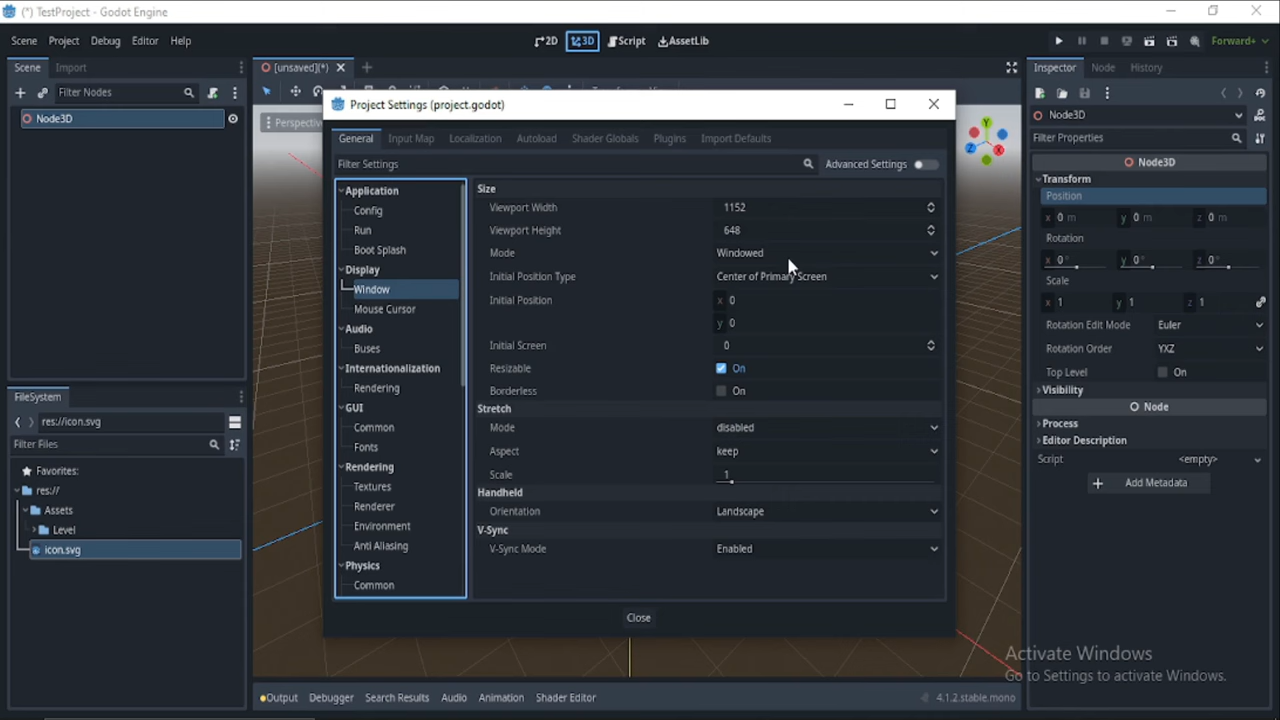 (*) TestProject - Godot Engine
Scene Project Debug Editor Help
2D 3D Script AssetLib
Forward+
Scene Import
Filter Nodes
Node3D
[unsaved](*)
Perspectiv
X Y Z
Project Settings (project.godot)
General Input Map Localization Autoload Shader Globals Plugins Import Defaults
Filter Settings
Advanced Settings
Application
Config
Run
Boot Splash
Display
Window
Mouse Cursor
Audio
Buses
Internationalization
Rendering
GUI
Common
Fonts
Rendering
Textures
Renderer
Environment
Anti Aliasing
Physics
Common
Size
Viewport Width 1152
Viewport Height 648
Mode Windowed
Initial Position Type Center of Primary Screen
Initial Position x 0
y 0
Initial Screen 0
Resizable On
Borderless On
Stretch
Mode disabled
Aspect keep
Scale 1
Handheld
Orientation Landscape
V-Sync
V-Sync Mode Enabled
Close
FileSystem
res://icon.svg
Filter Files
Favorites:
res://
Assets
Level
icon.svg
Output Debugger Search Results Audio Animation Shader Editor
4.1.2.stable.mono
Inspector Node History
Node3D
Filter Properties
Node3D
Transform
Position
x 0 m y 0 m z 0 m
Rotation
x 0 ° y 0 ° z 0 °
Scale
x 1 y 1 z 1
Rotation Edit Mode Euler
Rotation Order YXZ
Top Level On
Visibility
Node
Process
Editor Description
Script <empty>
Add Metadata
Activate Windows
Go to Settings to activate Windows.